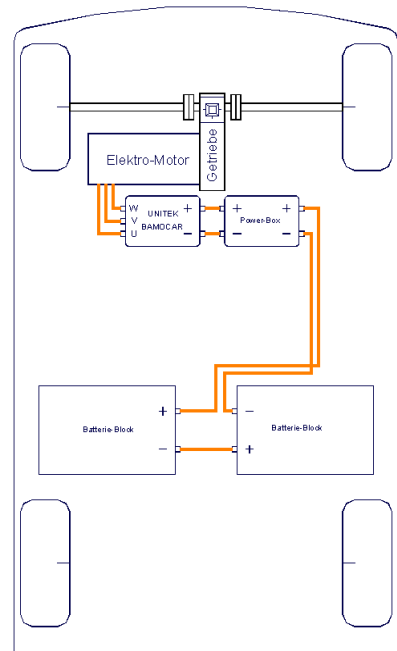 Elektro-Motor
Getriebe
W
V
U
UNITEK
BAMOCAR
+
−
+
−
Power-Box
+
−
Batterie-Block
+
−
−
+
Batterie-Block